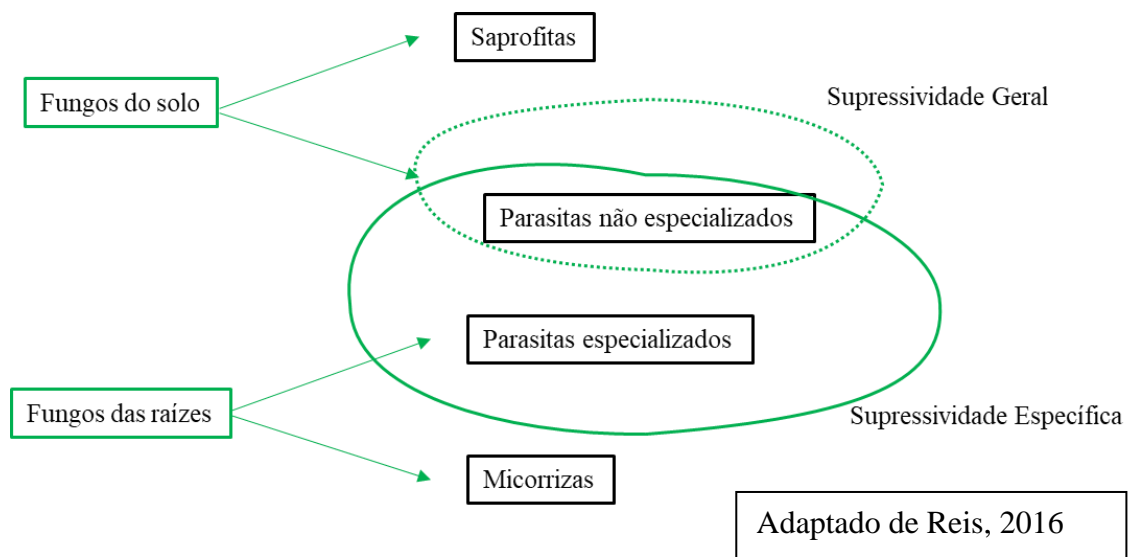 Saprofitas
Fungos do solo
Supressividade Geral
Parasitas não especializados
Parasitas especializados
Fungos das raízes
Supressividade Específica
Micorrizas
Adaptado de Reis, 2016